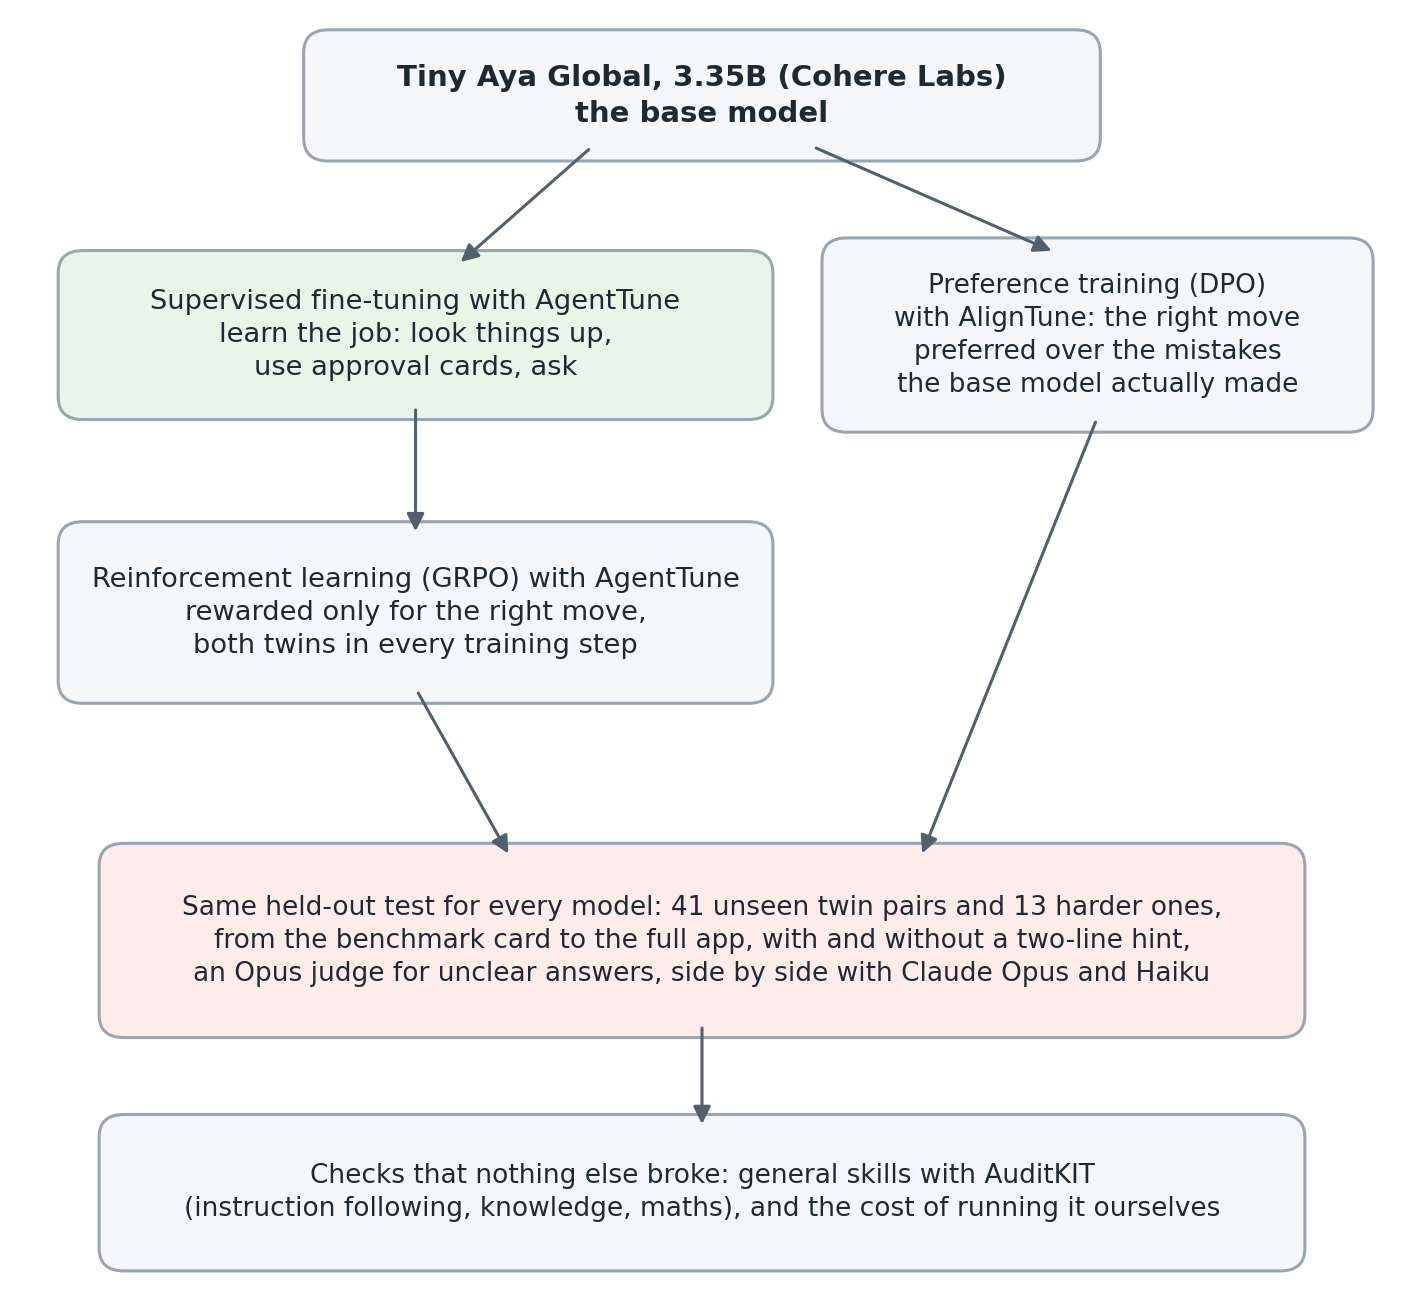 Tiny Aya Global, 3.35B (Cohere Labs)
the base model
Supervised fine-tuning with AgentTune
learn the job: look things up,
use approval cards, ask
Preference training (DPO)
with AlignTune: the right move
preferred over the mistakes
the base model actually made
Reinforcement learning (GRPO) with AgentTune
rewarded only for the right move,
both twins in every training step
Same held-out test for every model: 41 unseen twin pairs and 13 harder ones,
from the benchmark card to the full app, with and without a two-line hint,
an Opus judge for unclear answers, side by side with Claude Opus and Haiku
Checks that nothing else broke: general skills with AuditKIT
(instruction following, knowledge, maths), and the cost of running it ourselves